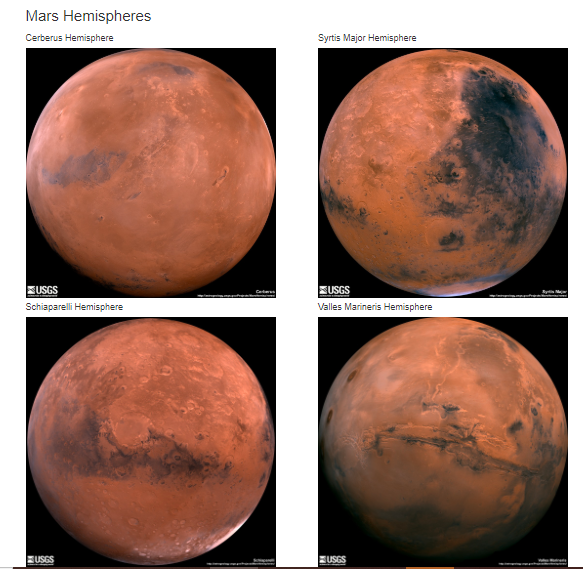 Mars Hemispheres
Cerberus Hemisphere
Syrtis Major Hemisphere
USGS
Cerberus
USGS
Syrtis Major
Schiaparelli Hemisphere
Valles Marineris Hemisphere
USGS
Schiaparelli
USGS
Valles Marineris